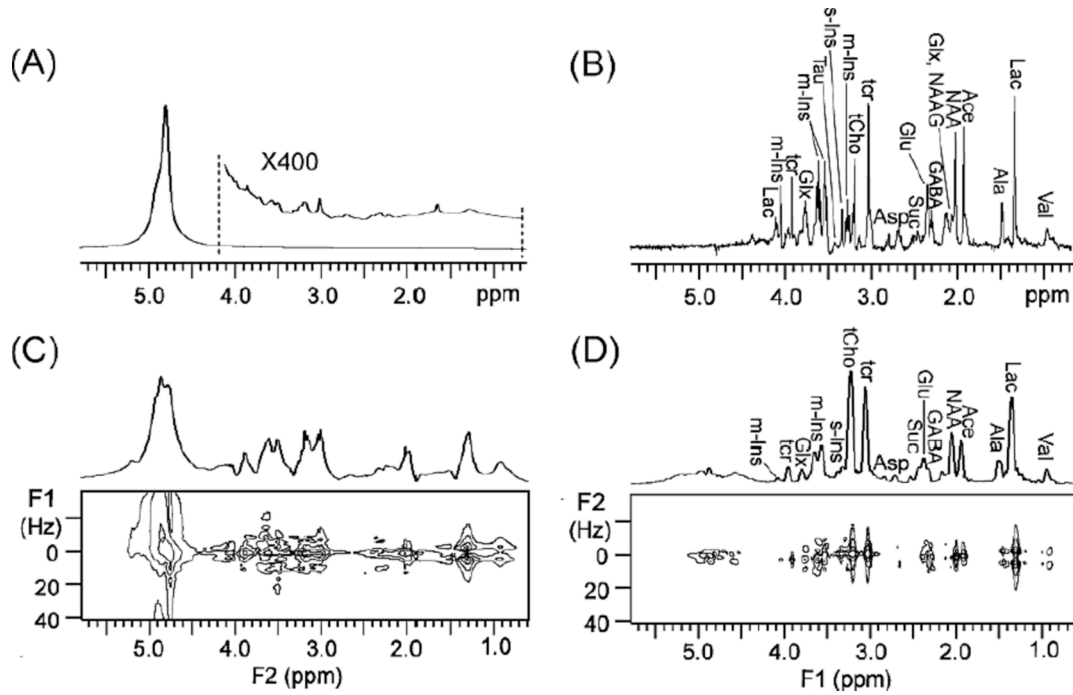 (A)
X400
5.0 4.0 3.0 2.0 ppm
(B)
Lac
m-Ins
tcr
Glx
m-Ins
Tau
s-Ins
m-Ins
tCho
tcr
Asp
Suc
Glu
GABA
Glx, NAAG
NAA
Ace
Ala
Lac
Val
5.0 4.0 3.0 2.0 ppm
(C)
F1
(Hz)
0
20
40
5.0 4.0 3.0 2.0 1.0
F2 (ppm)
(D)
m-Ins
tcr
Glx
m-Ins
s-Ins
tCho
tcr
Asp
Suc
Glu
GABA
NAA
Ace
Ala
Lac
Val
F2
(Hz)
0
20
40
5.0 4.0 3.0 2.0 1.0
F1 (ppm)